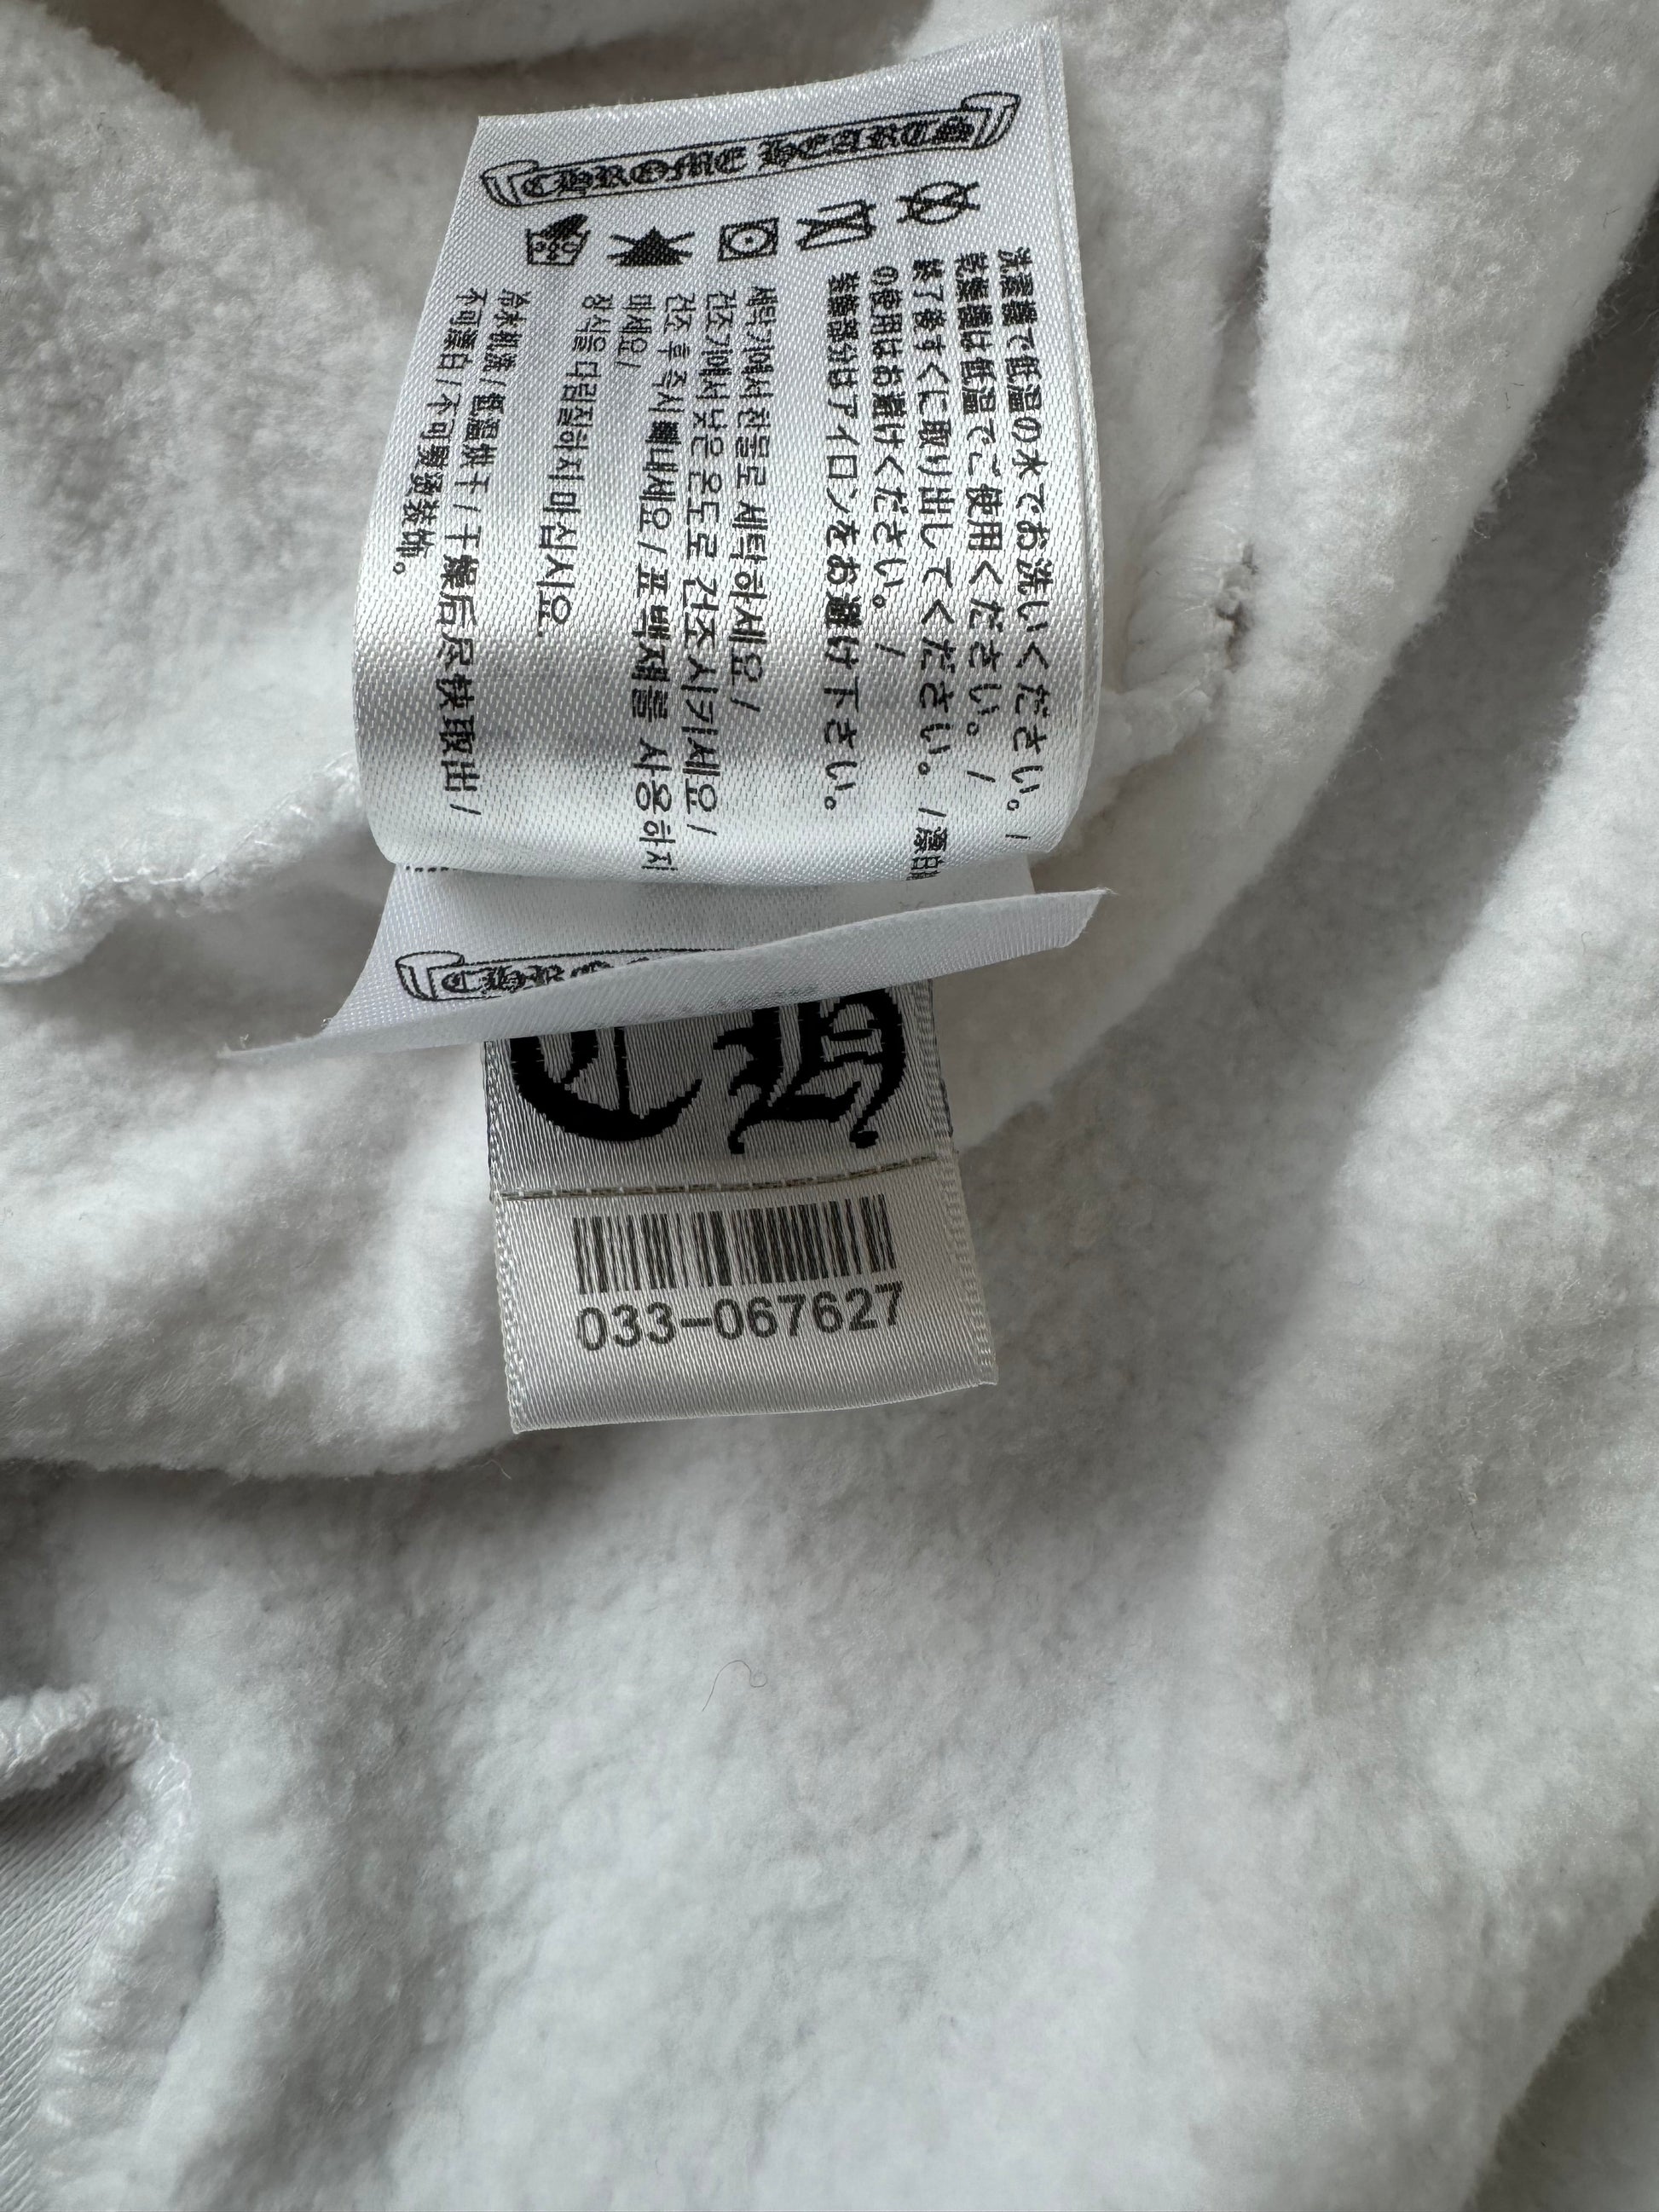 CHROME HEARTS
洗濯機で低温の水でお洗いください。/
乾燥機は低温でご使用ください。/
終了後すぐに取り出してください。/漂白
の使用はお避けください。/
装飾部分はアイロンをお避け下さい。
세탁기에서 찬물로 세탁하세요/
건조기에서 낮은 온도로 건조시키세요/
건조 후 즉시 빼내세요/표백제를 사용하지
마세요/
장식을 다림질하지 마십시오.
冷水机洗/低温烘干/干燥后尽快取出/
不可漂白/不可熨烫装饰。
CH
033-067627